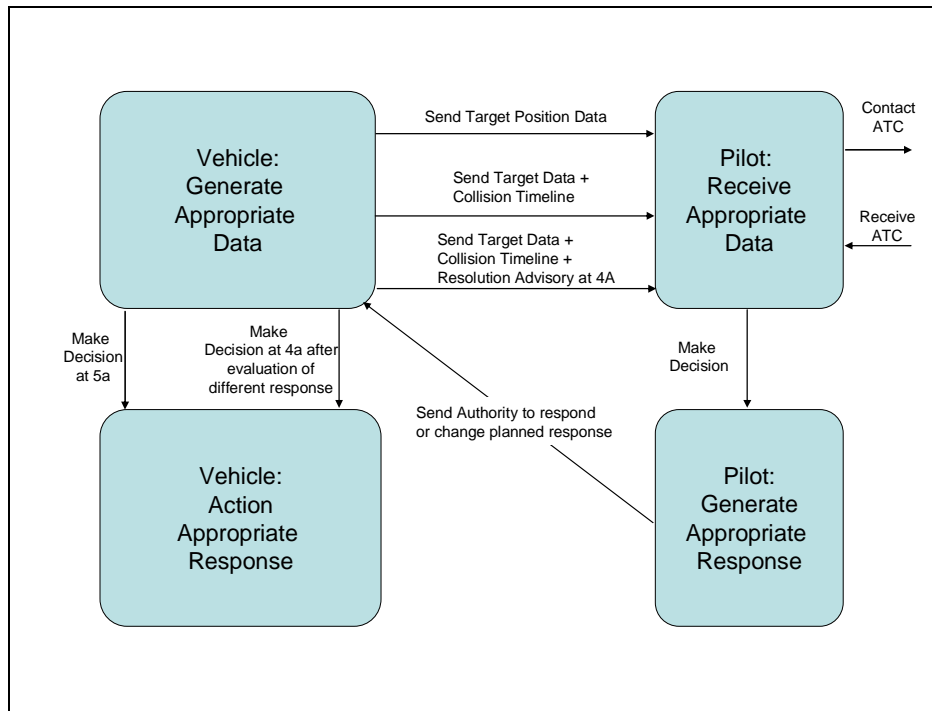 Vehicle:
Generate
Appropriate
Data
Send Target Position Data
Send Target Data +
Collision Timeline
Send Target Data +
Collision Timeline +
Resolution Advisory at 4A
Pilot:
Receive
Appropriate
Data
Contact
ATC
Receive
ATC
Make
Decision
at 5a
Make
Decision at 4a after
evaluation of
different response
Make
Decision
Send Authority to respond
or change planned response
Vehicle:
Action
Appropriate
Response
Pilot:
Generate
Appropriate
Response